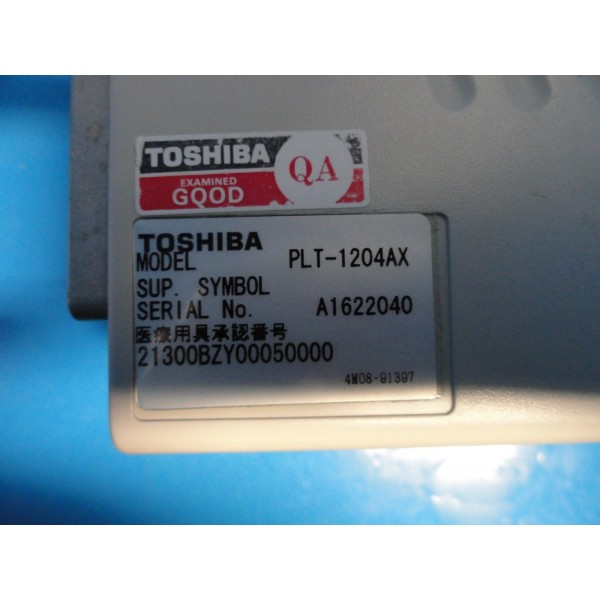 TOSHIBA
EXAMINED
GOOD
QA
TOSHIBA
MODEL PLT-1204AX
SUP. SYMBOL
SERIAL No. A1622040
医療用具承認番号
21300BZY00050000
4M08-91397